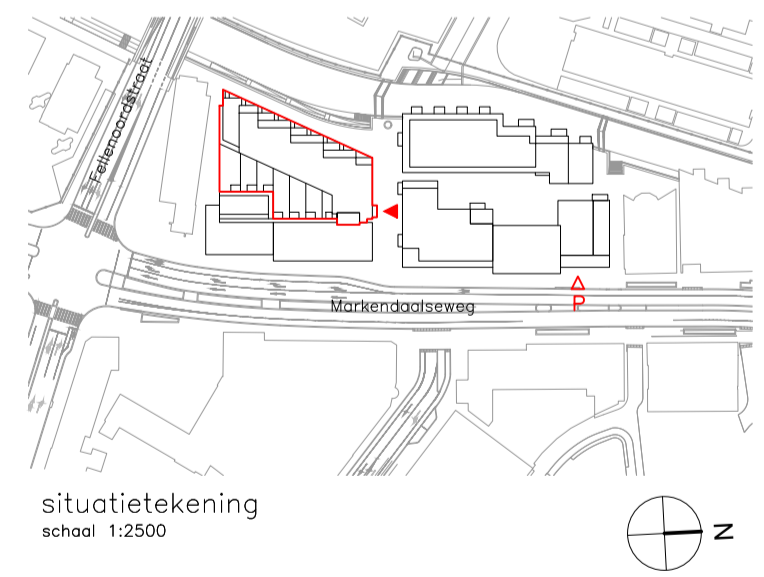 Fellenoordstraat
Markendaalseweg
P
situatietekening
schaal 1:2500
N